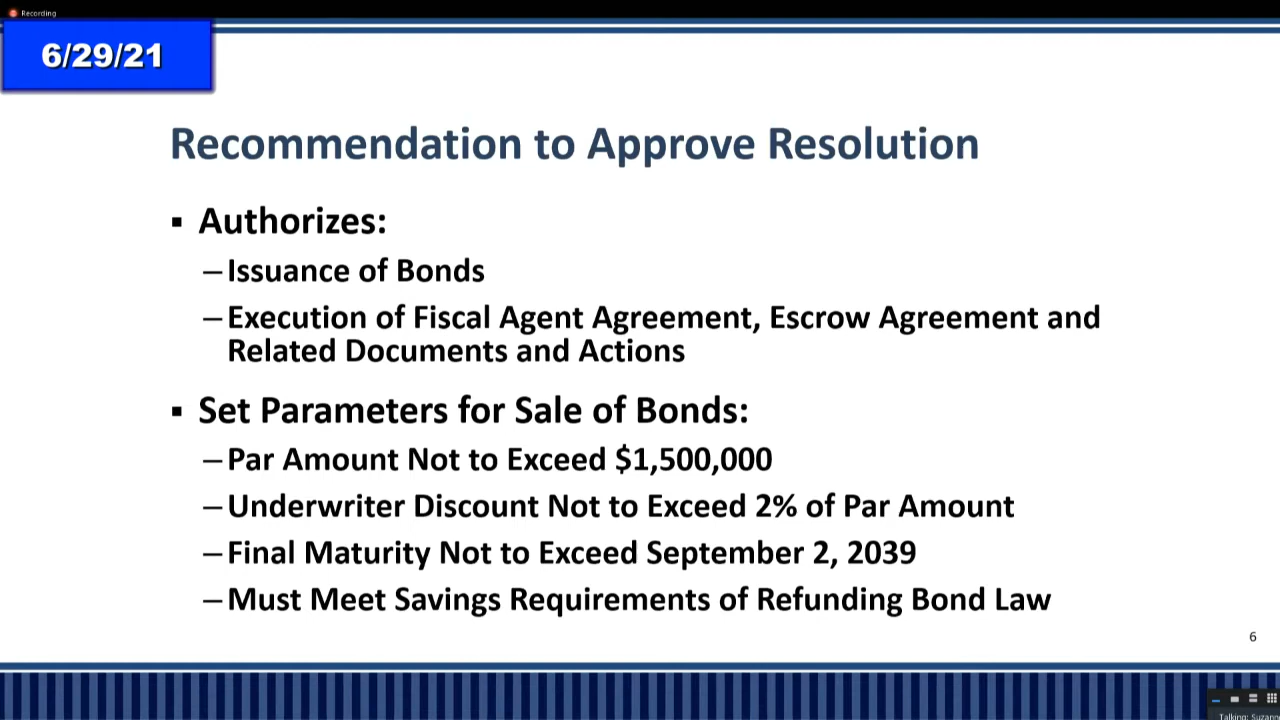 Recording
6/29/21
Recommendation to Approve Resolution
▪ Authorizes:
–Issuance of Bonds
–Execution of Fiscal Agent Agreement, Escrow Agreement and
Related Documents and Actions
▪ Set Parameters for Sale of Bonds:
–Par Amount Not to Exceed $1,500,000
–Underwriter Discount Not to Exceed 2% of Par Amount
–Final Maturity Not to Exceed September 2, 2039
–Must Meet Savings Requirements of Refunding Bond Law
6
Talking: